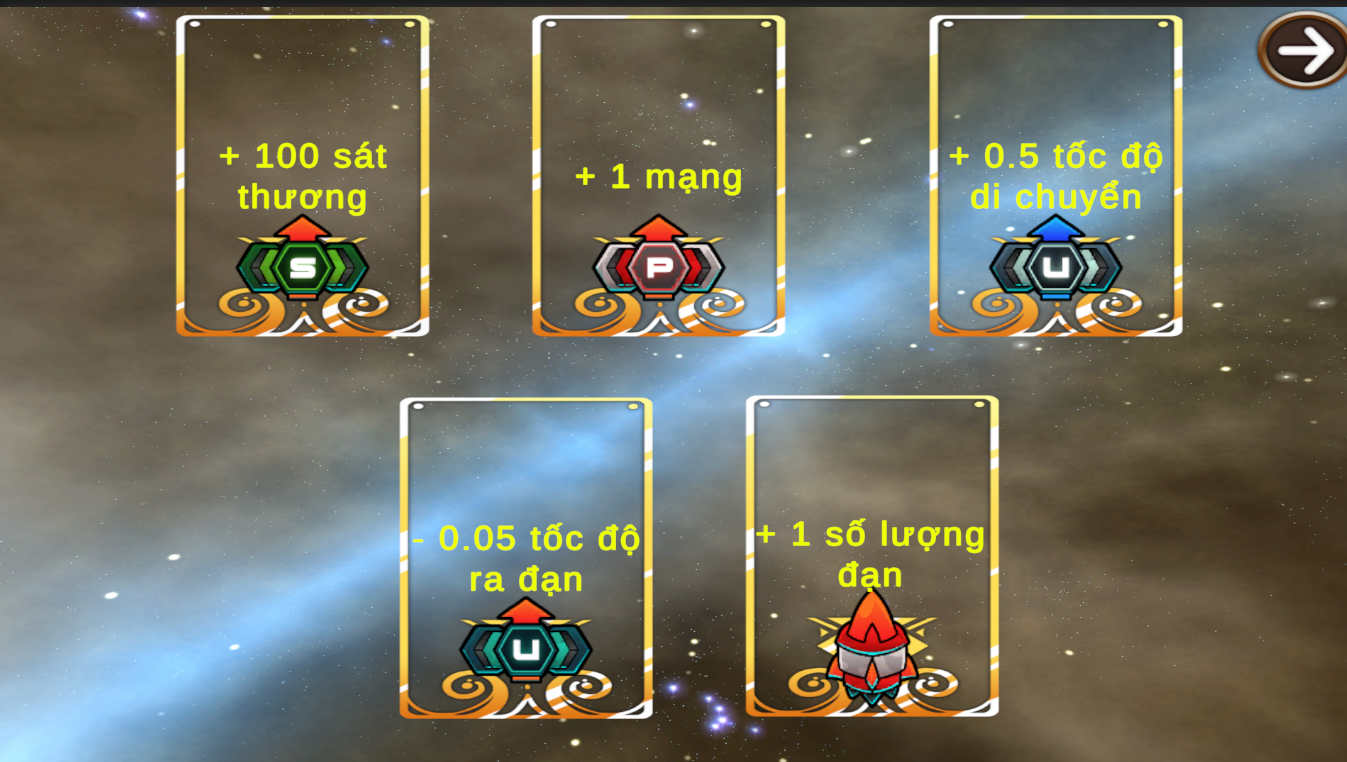 + 100 sát
thương
S
+ 1 mạng
P
+ 0.5 tốc độ
di chuyển
U
- 0.05 tốc độ
ra đạn
U
+ 1 số lượng
đạn